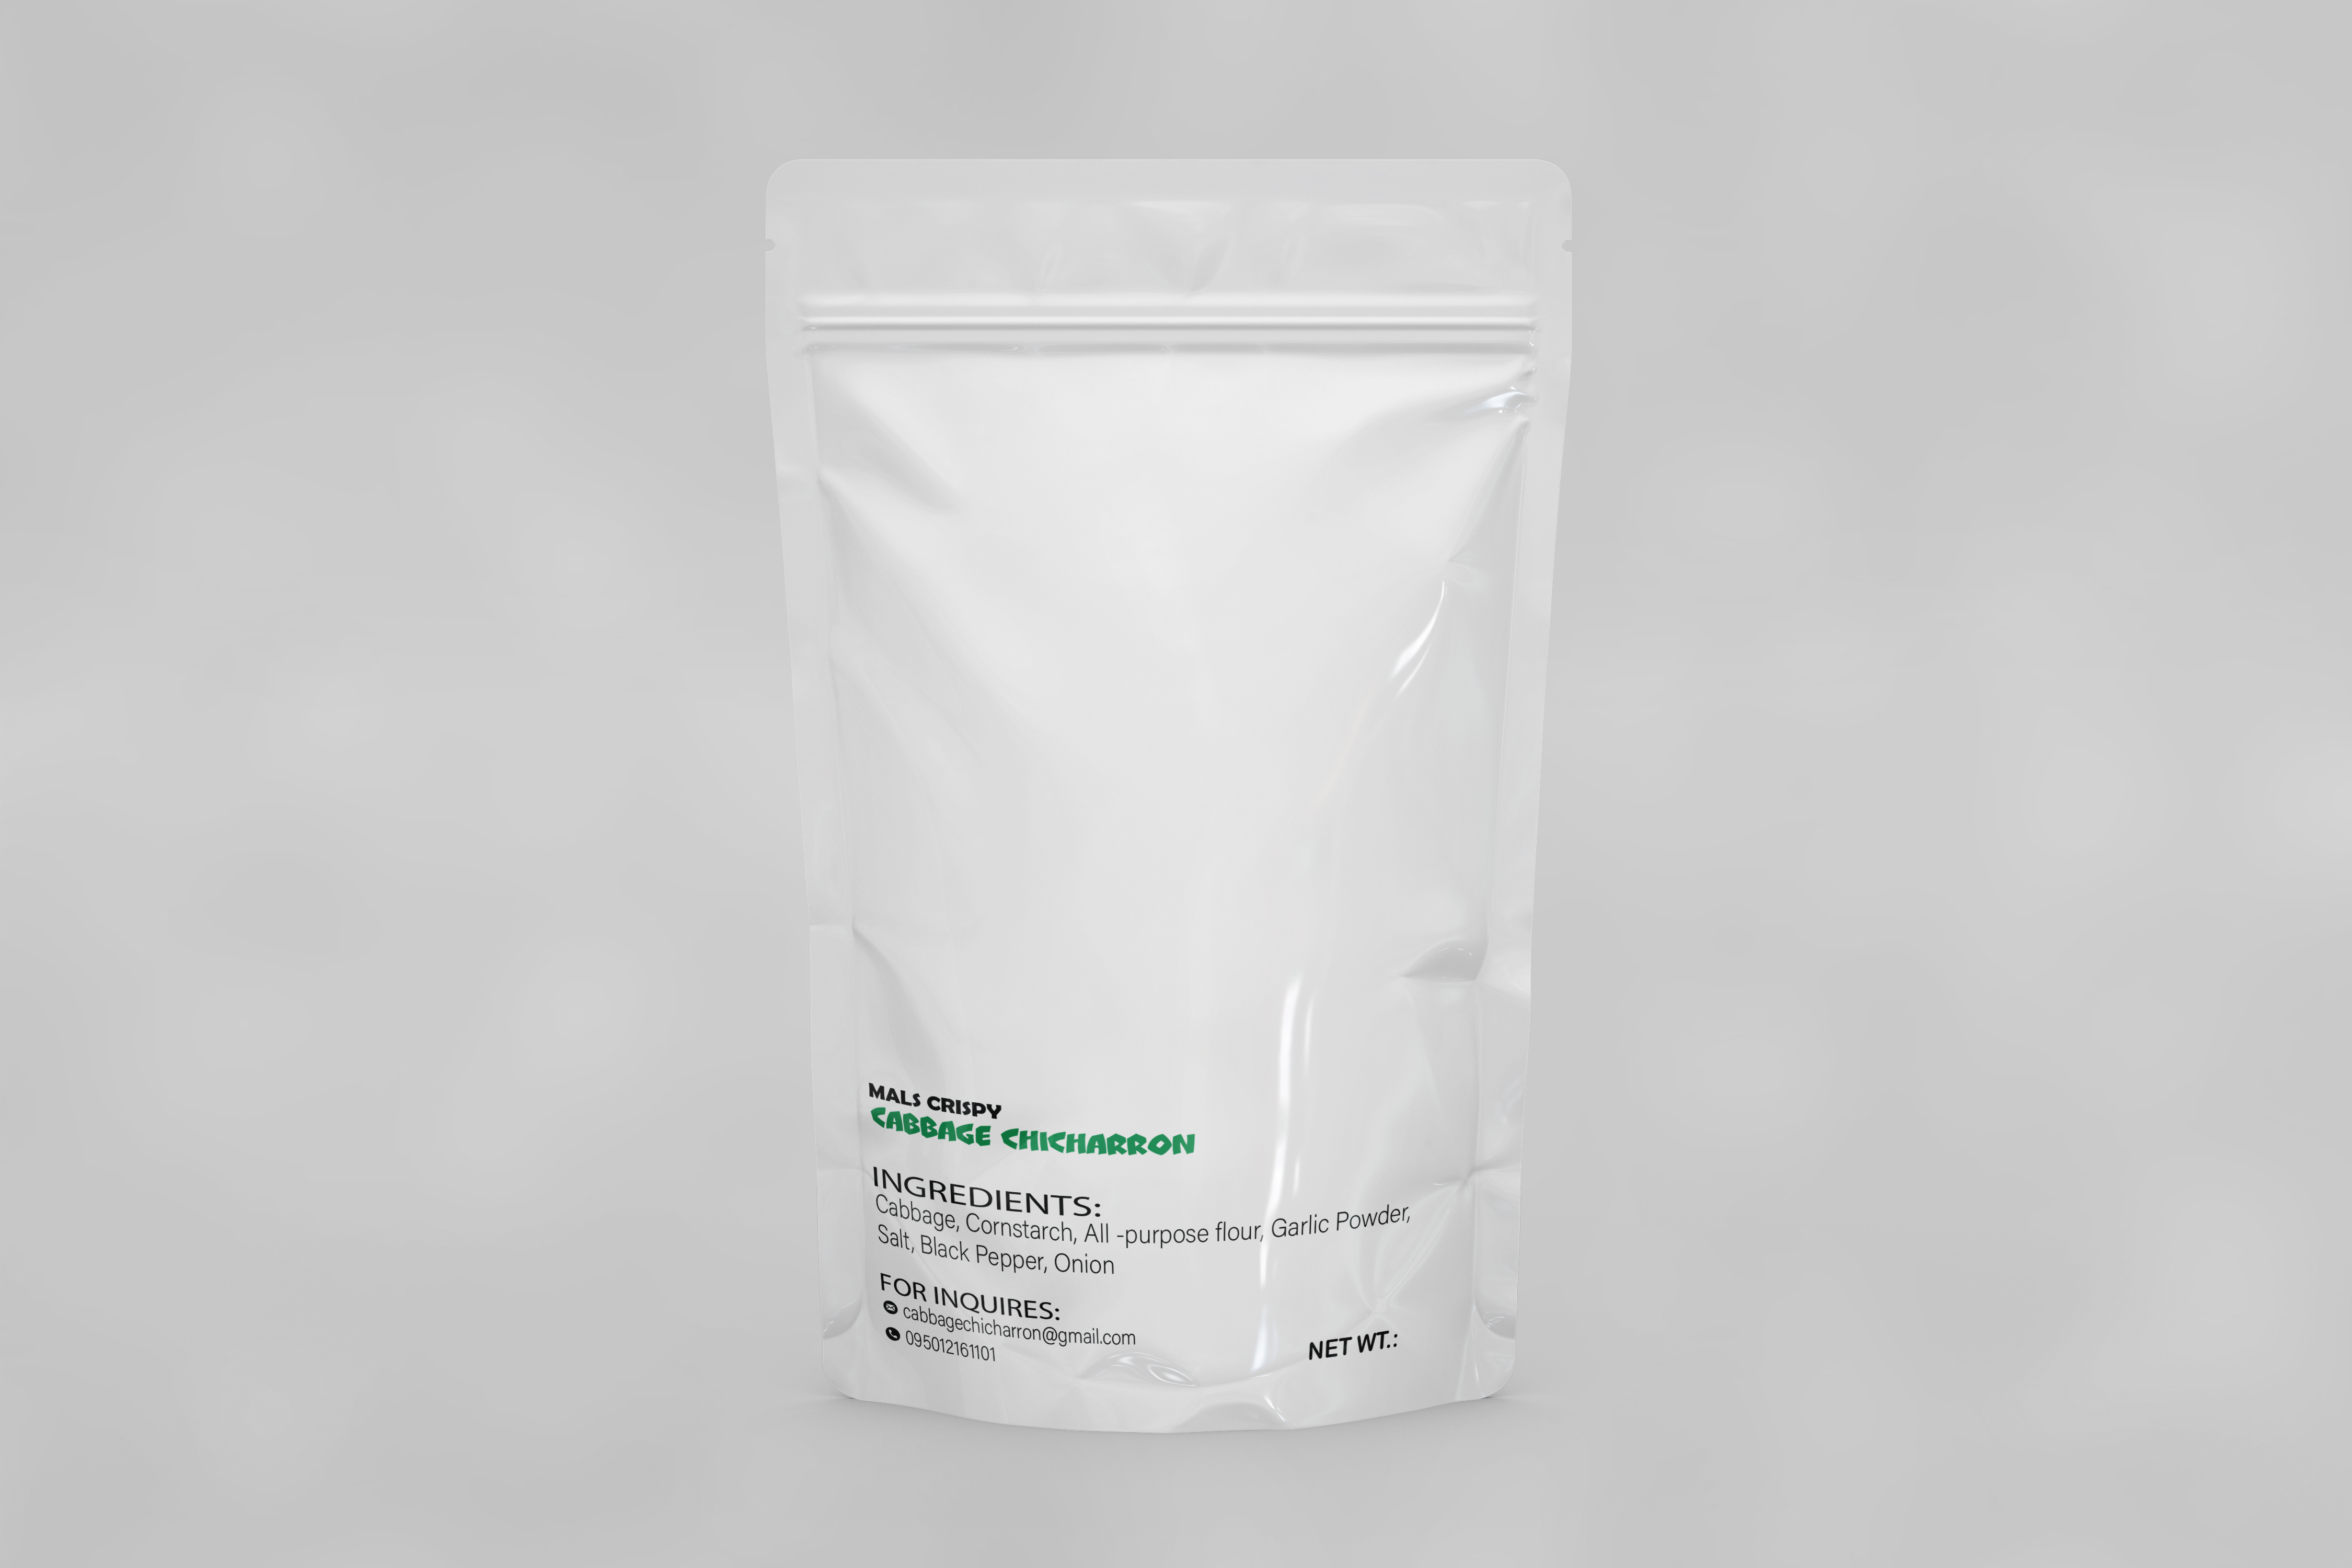 MALS CRISPY
CABBAGE CHICHARRON
INGREDIENTS:
Cabbage, Cornstarch, All -purpose flour, Garlic Powder,
Salt, Black Pepper, Onion
FOR INQUIRES:
cabbagechicharron@gmail.com
095012161101
NET WT.: